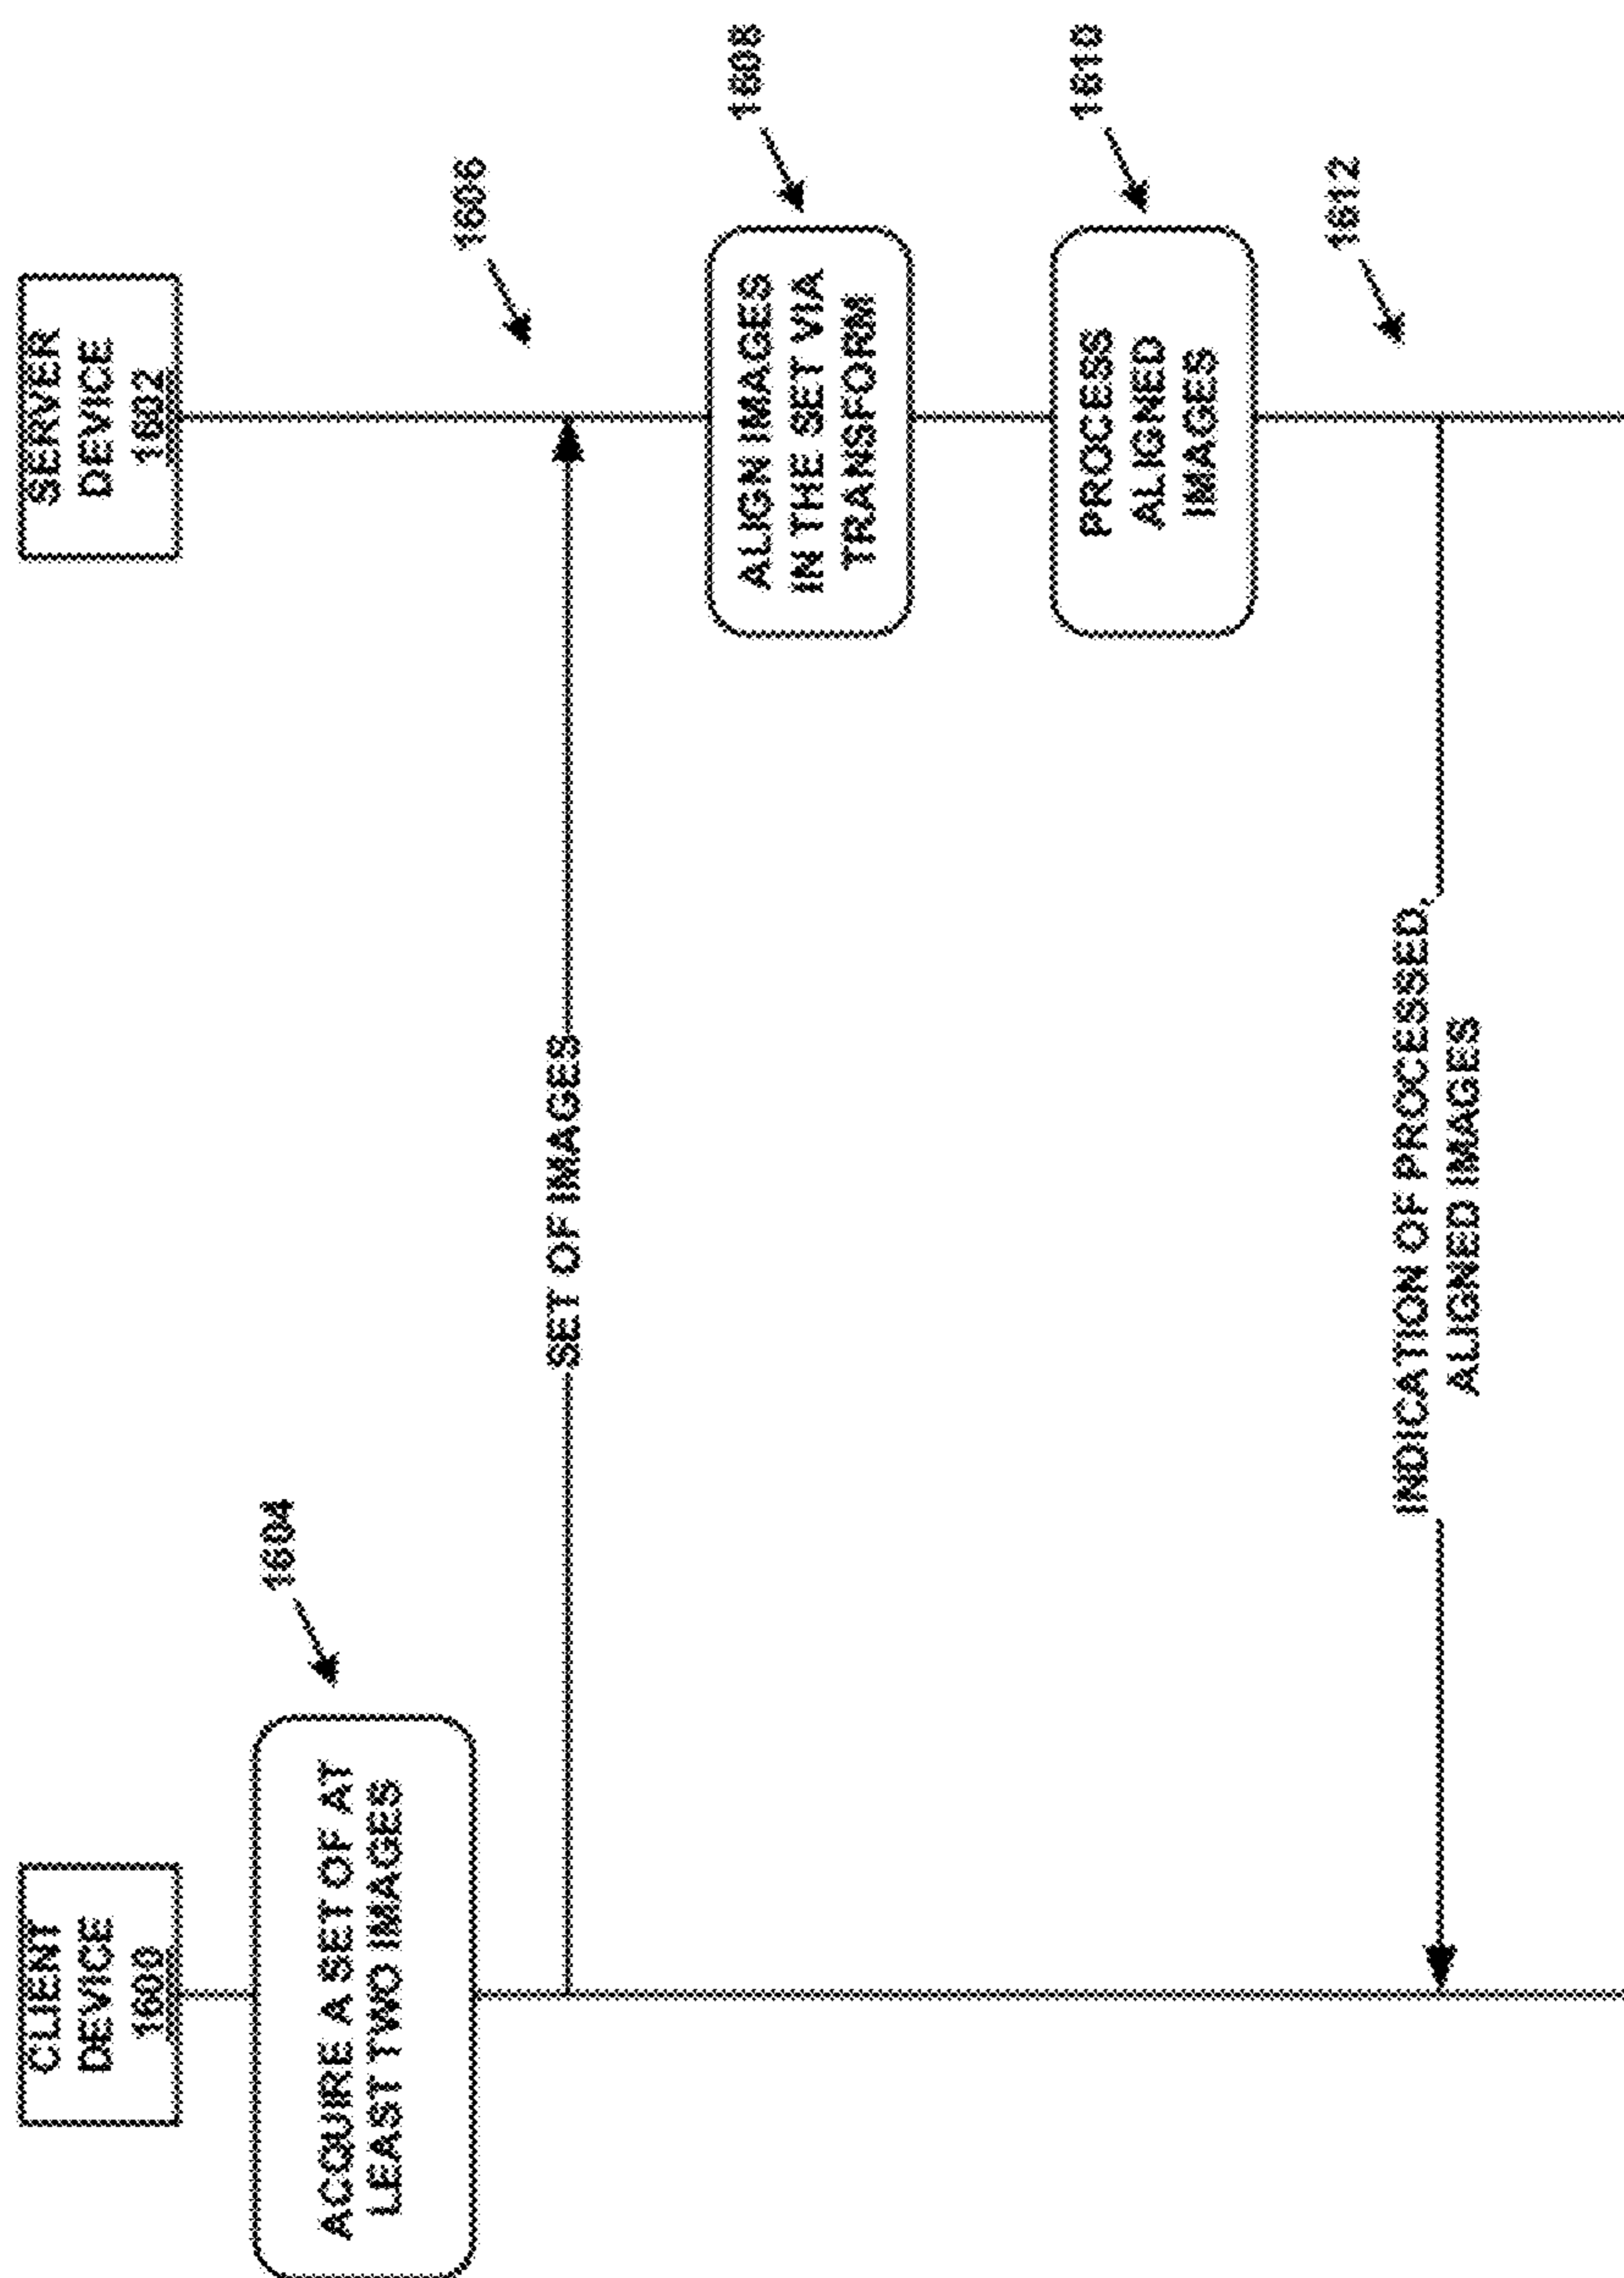 CLIENT
DEVICE
1600
SERVER
DEVICE
1602
1604
ACQUIRE A SET OF AT
LEAST TWO IMAGES
1606
SET OF IMAGES
1608
ALIGN IMAGES
IN THE SET VIA
TRANSFORM
1610
PROCESS
ALIGNED
IMAGES
1612
INDICATION OF PROCESSED,
ALIGNED IMAGES